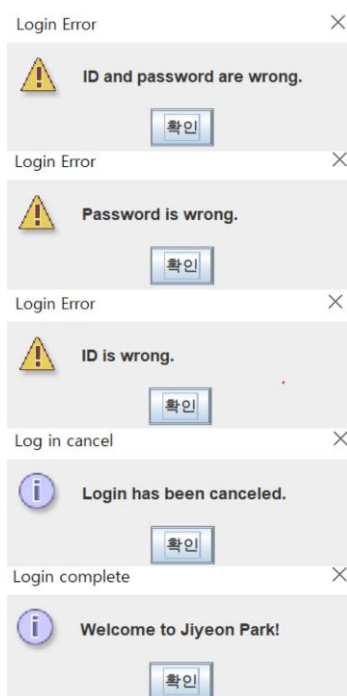 Login Error
ID and password are wrong.
확인
Login Error
Password is wrong.
확인
Login Error
ID is wrong.
확인
Log in cancel
Login has been canceled.
확인
Login complete
Welcome to Jiyeon Park!
확인